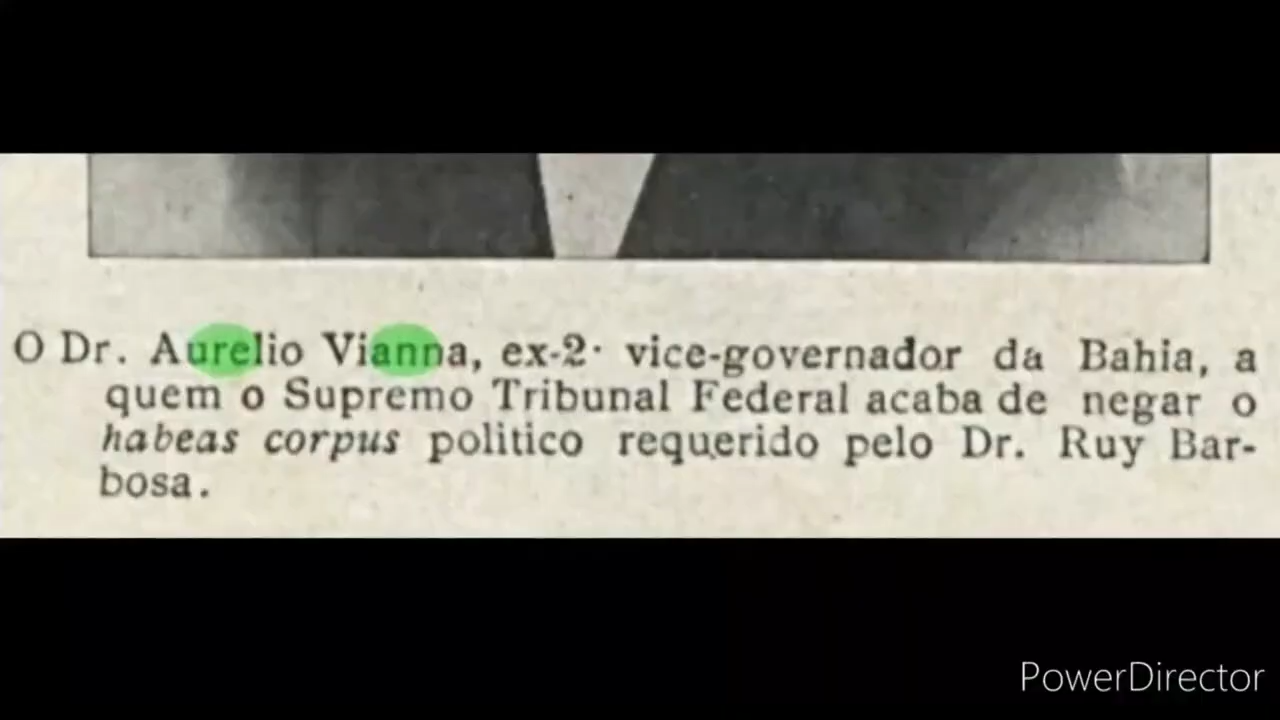 O Dr. Aurelio Vianna, ex-2· vice-governador da Bahia, a
quem o Supremo Tribunal Federal acaba de negar o
habeas corpus politico requerido pelo Dr. Ruy Bar-
bosa.
PowerDirector